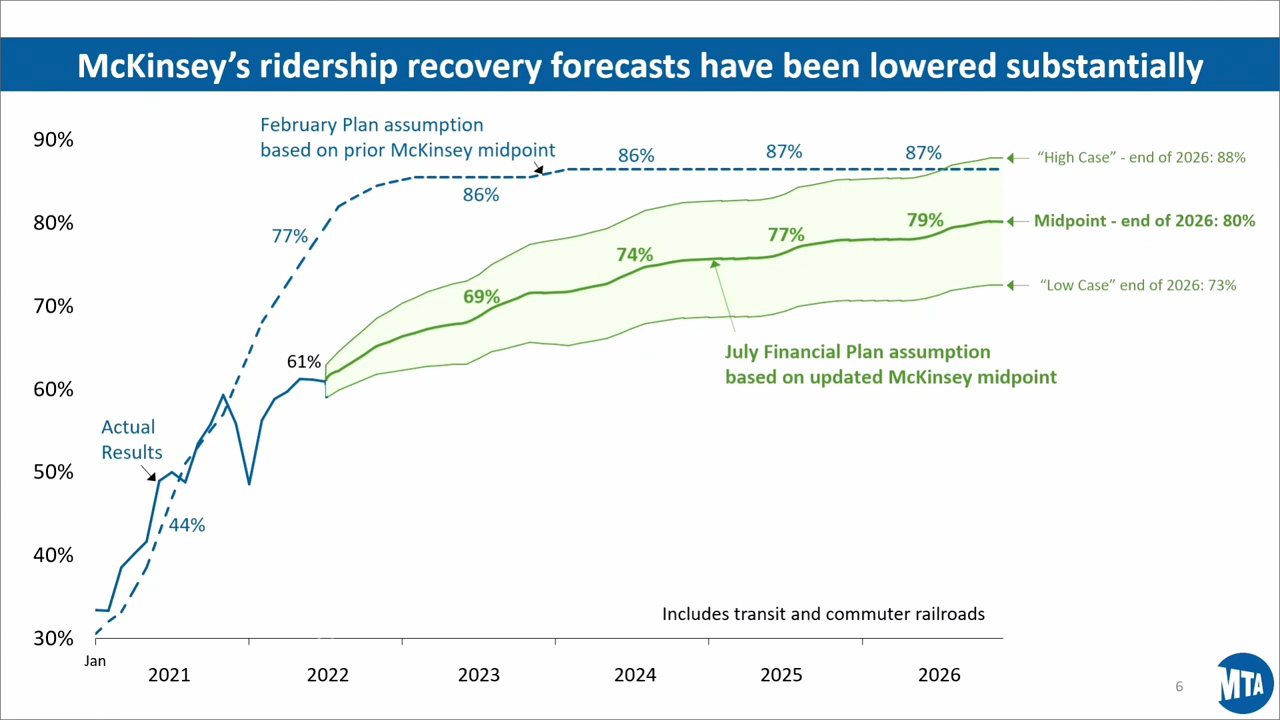 McKinsey’s ridership recovery forecasts have been lowered substantially
February Plan assumption
based on prior McKinsey midpoint
90%
80%
70%
60%
50%
40%
30%
86%
87%
87%
86%
77%
“High Case” - end of 2026: 88%
Midpoint - end of 2026: 80%
“Low Case” end of 2026: 73%
69%
74%
77%
79%
61%
July Financial Plan assumption
based on updated McKinsey midpoint
Actual
Results
44%
Includes transit and commuter railroads
Jan
2021
2022
2023
2024
2025
2026
6
MTA